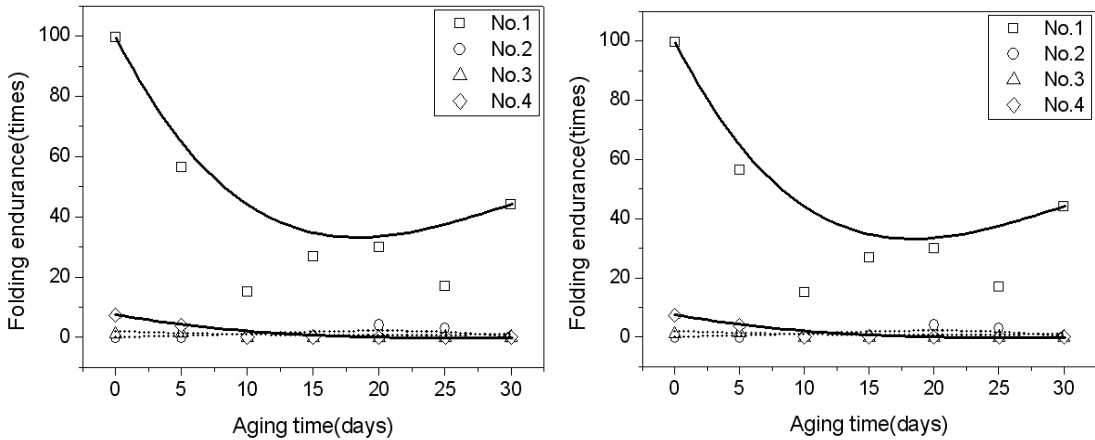 100
80
60
40
20
0
Folding endurance(times)
0 5 10 15 20 25 30
Aging time(days)
No.1
No.2
No.3
No.4
100
80
60
40
20
0
Folding endurance(times)
0 5 10 15 20 25 30
Aging time(days)
No.1
No.2
No.3
No.4